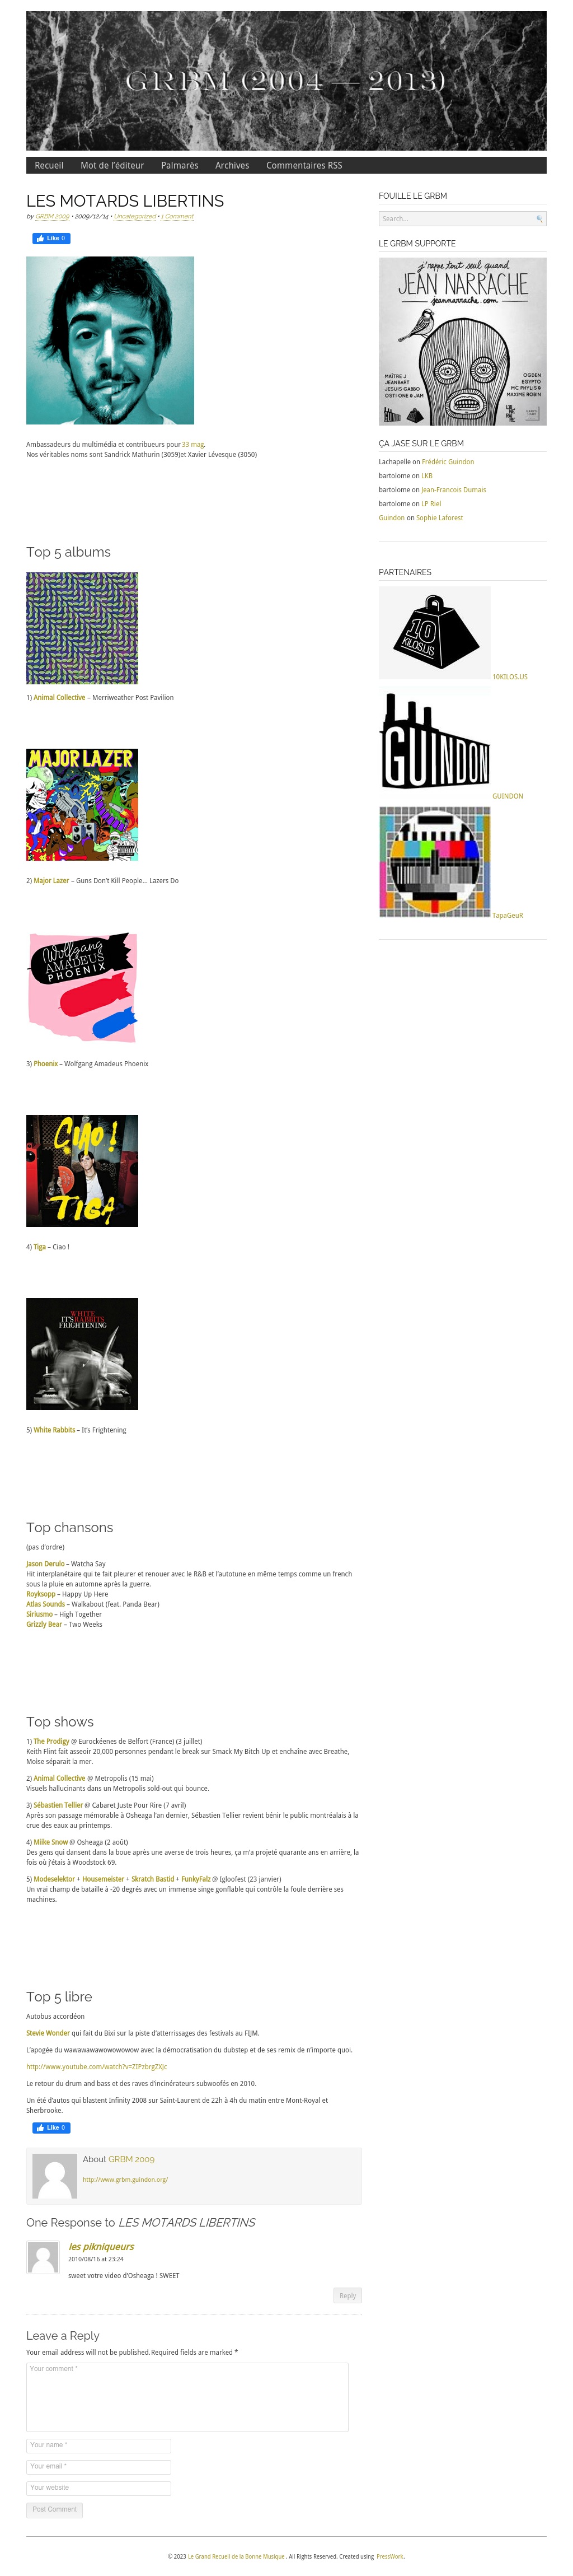 GRBM (2004 — 2013)
Recueil Mot de l'éditeur Palmarès Archives Commentaires RSS
LES MOTARDS LIBERTINS
by GRBM 2009 • 2009/12/14 • Uncategorized • 1 Comment
Like 0
Ambassadeurs du multimédia et contribueurs pour 33 mag.
Nos véritables noms sont Sandrick Mathurin (3059)et Xavier Lévesque (3050)
Top 5 albums
1) Animal Collective – Merriweather Post Pavilion
MAJOR LAZER
2) Major Lazer – Guns Don't Kill People... Lazers Do
Wolfgang
AMADEUS
PHOENIX
3) Phoenix – Wolfgang Amadeus Phoenix
CIAO!
TIGA
4) Tiga – Ciao !
WHITE RABBITS
IT'S FRIGHTENING
5) White Rabbits – It's Frightening
Top chansons
(pas d'ordre)
Jason Derulo – Watcha Say
Hit interplanétaire qui te fait pleurer et renouer avec le R&B et l'autotune en même temps comme un french
sous la pluie en automne après la guerre.
Royksopp – Happy Up Here
Atlas Sounds – Walkabout (feat. Panda Bear)
Siriusmo – High Together
Grizzly Bear – Two Weeks
Top shows
1) The Prodigy @ Eurockéenes de Belfort (France) (3 juillet)
Keith Flint fait asseoir 20,000 personnes pendant le break sur Smack My Bitch Up et enchaîne avec Breathe,
Moise séparait la mer.
2) Animal Collective @ Metropolis (15 mai)
Visuels hallucinants dans un Metropolis sold-out qui bounce.
3) Sébastien Tellier @ Cabaret Juste Pour Rire (7 avril)
Après son passage mémorable à Osheaga l'an dernier, Sébastien Tellier revient bénir le public montréalais à la
crue des eaux au printemps.
4) Miike Snow @ Osheaga (2 août)
Des gens qui dansent dans la boue après une averse de trois heures, ça m'a projeté quarante ans en arrière, la
fois où j'étais à Woodstock 69.
5) Modeselektor + Housemeister + Skratch Bastid + FunkyFalz @ Igloofest (23 janvier)
Un vrai champ de bataille à -20 degrés avec un immense singe gonflable qui contrôle la foule derrière ses
machines.
Top 5 libre
Autobus accordéon
Stevie Wonder qui fait du Bixi sur la piste d'atterrissages des festivals au FIJM.
L'apogée du wawawawawowowowow avec la démocratisation du dubstep et de ses remix de n'importe quoi.
http://www.youtube.com/watch?v=ZIPzbrgZXJc
Le retour du drum and bass et des raves d'incinérateurs subwoofés en 2010.
Un été d'autos qui blastent Infinity 2008 sur Saint-Laurent de 22h à 4h du matin entre Mont-Royal et
Sherbrooke.
Like 0
About GRBM 2009
http://www.grbm.guindon.org/
One Response to LES MOTARDS LIBERTINS
les pikniqueurs
2010/08/16 at 23:24
sweet votre video d'Osheaga ! SWEET
Reply
Leave a Reply
Your email address will not be published. Required fields are marked *
Your comment *
Your name *
Your email *
Your website
Post Comment
FOUILLE LE GRBM
Search...
LE GRBM SUPPORTE
j'rappe tout seul quand
JEAN NARRACHE
jeannarrache.com
MAÎTRE J
JEANBART
JESUIS GABBO
OSTI ONE & JAM
OGDEN
EGYPTO
MC PHYLIS &
MAXIME ROBIN
ÇA JASE SUR LE GRBM
Lachapelle on Frédéric Guindon
bartolome on LKB
bartolome on Jean-Francois Dumais
bartolome on LP Riel
Guindon on Sophie Laforest
PARTENAIRES
10
KILOS.US
10KILOS.US
GUINDON
GUINDON
TapaGeuR
© 2023 Le Grand Recueil de la Bonne Musique . All Rights Reserved. Created using PressWork.